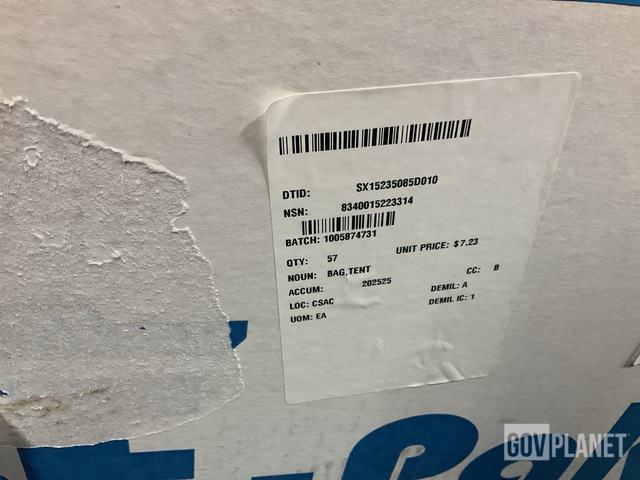 DTID: SX15235085D010
NSN: 8340015223314
BATCH: 1005874731
QTY: 57 UNIT PRICE: $7.23
NOUN: BAG,TENT CC: B
ACCUM: 202525 DEMIL: A
LOC: CSAC DEMIL IC: 1
UOM: EA
GOVPLANET